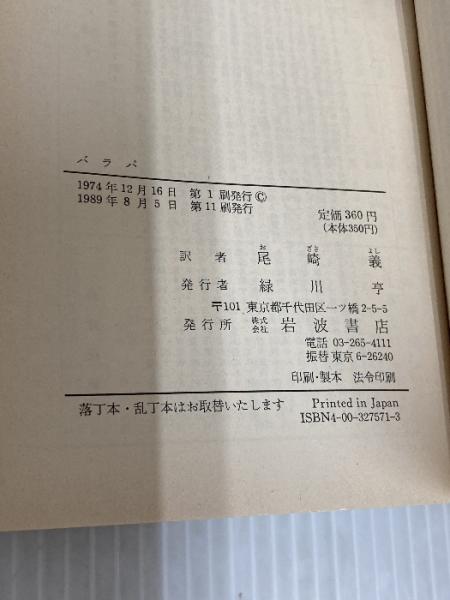 バラバ
1974年12月16日 第1刷発行©
1989年8月5日 第11刷発行
定価360円
(本体350円)
訳者 尾崎義
おざきよし
発行者 緑川亨
〒101 東京都千代田区一ツ橋2-5-5
発行所 株式会社 岩波書店
電話 03-265-4111
振替 東京6-26240
印刷・製本 法令印刷
落丁本・乱丁本はお取替いたします Printed in Japan
ISBN4-00-327571-3